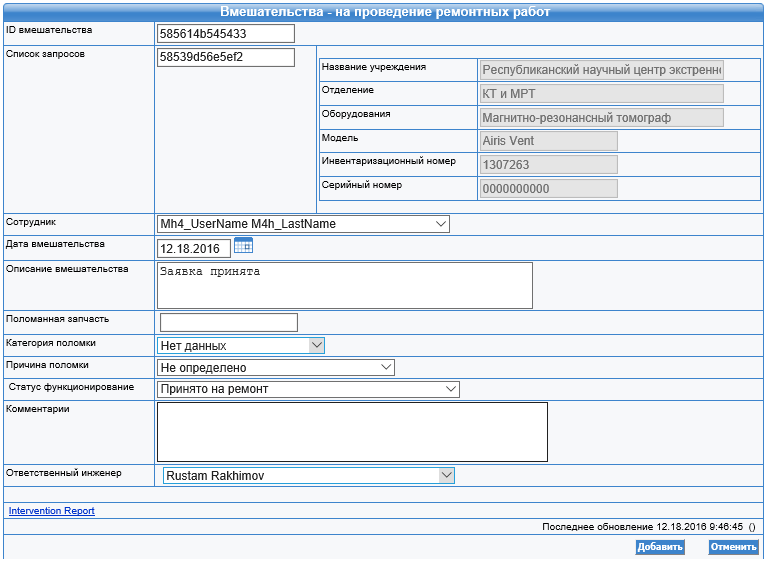 Вмешательства - на проведение ремонтных работ
ID вмешательства 585614b545433
Список запросов 58539d56e5ef2
Название учреждения Республиканский научный центр экстренн
Отделение КТ и МРТ
Оборудования Магнитно-резонансный томограф
Модель Airis Vent
Инвентаризационный номер 1307263
Серийный номер 0000000000
Сотрудник Mh4_UserName M4h_LastName
Дата вмешательства 12.18.2016
Описание вмешательства Заявка принята
Поломанная запчасть
Категория поломки Нет данных
Причина поломки Не определено
Статус функционирование Принято на ремонт
Комментарии
Ответственный инженер Rustam Rakhimov
Intervention Report
Последнее обновление 12.18.2016 9:46:45 ()
Добавить Отменить